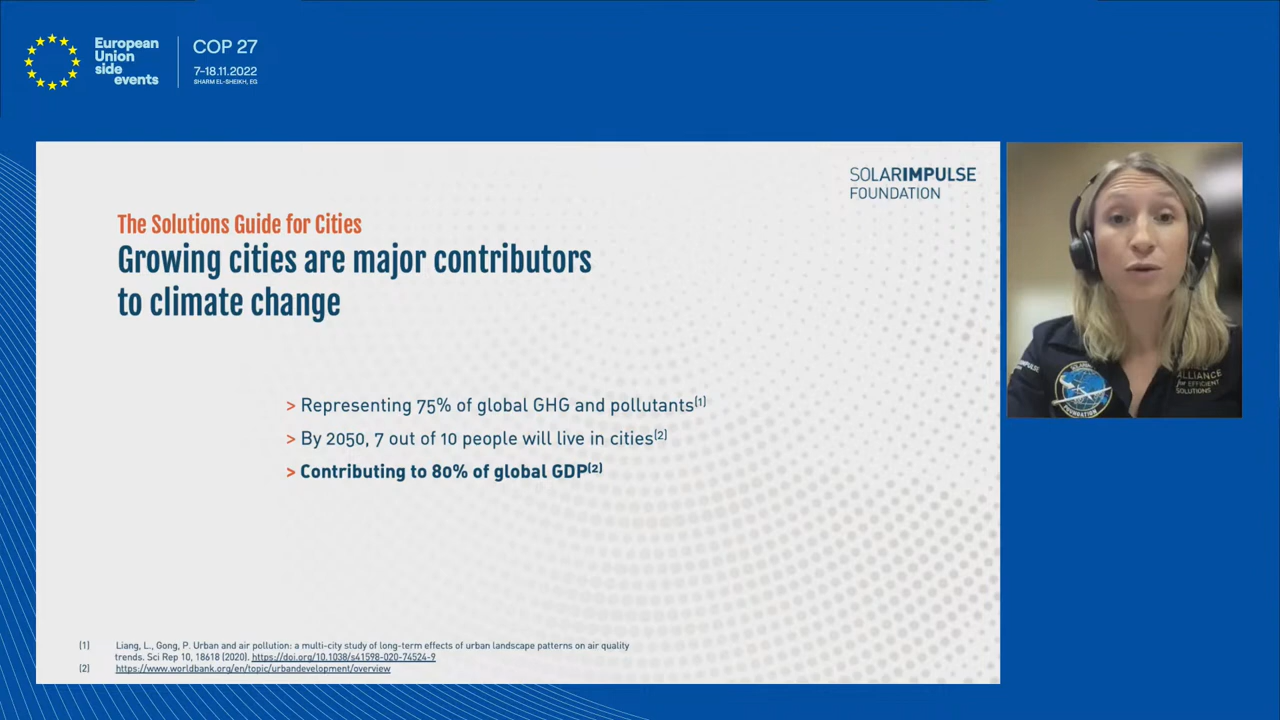 European
Union
side
events
COP 27
7-18.11.2022
SHARM EL-SHEIKH, EG
SOLARIMPULSE
FOUNDATION
The Solutions Guide for Cities
Growing cities are major contributors
to climate change
> Representing 75% of global GHG and pollutants[1]
> By 2050, 7 out of 10 people will live in cities[2]
> Contributing to 80% of global GDP[2]
[1] Liang, L., Gong, P. Urban and air pollution: a multi-city study of long-term effects of urban landscape patterns on air quality
trends. Sci Rep 10, 18618 (2020). https://doi.org/10.1038/s41598-020-74524-9
[2] https://www.worldbank.org/en/topic/urbandevelopment/overview
FOUNDATION
ALLIANCE
for EFFICIENT
SOLUTIONS